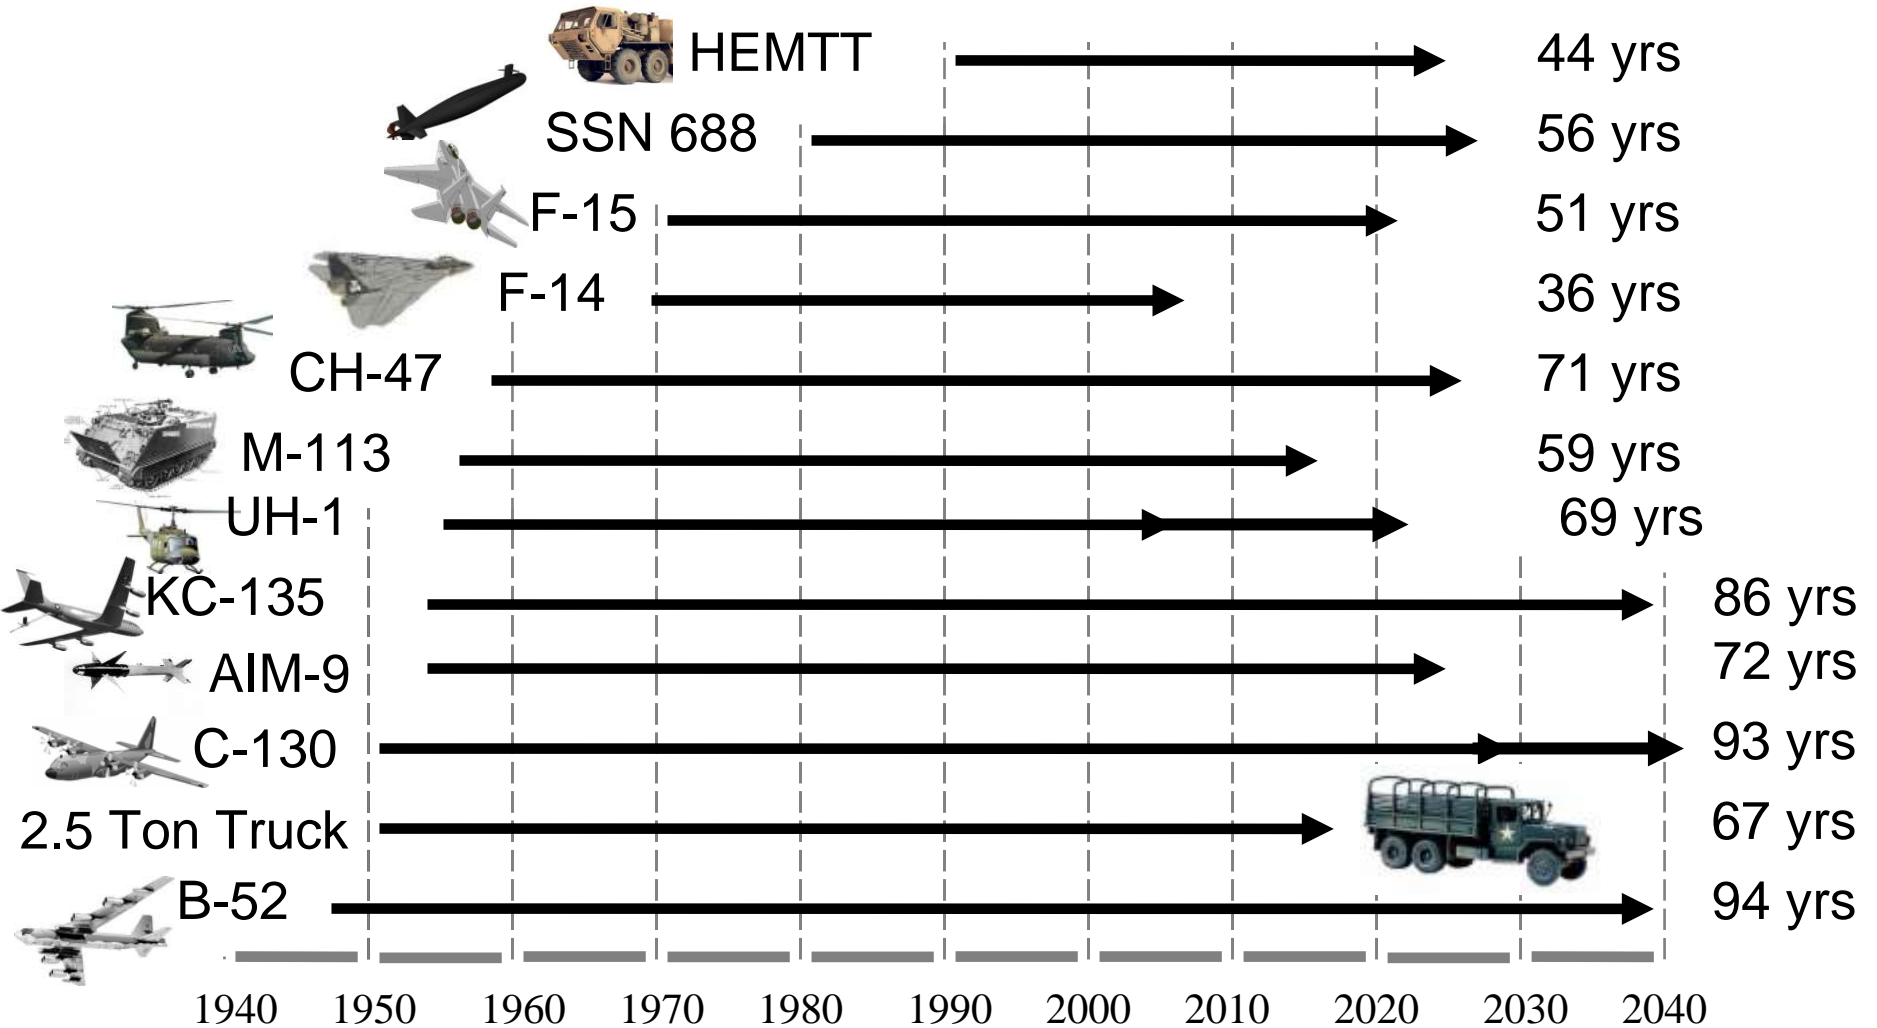 HEMTT 44 yrs
SSN 688 56 yrs
F-15 51 yrs
F-14 36 yrs
CH-47 71 yrs
M-113 59 yrs
UH-1 69 yrs
KC-135 86 yrs
AIM-9 72 yrs
C-130 93 yrs
2.5 Ton Truck 67 yrs
B-52 94 yrs
1940 1950 1960 1970 1980 1990 2000 2010 2020 2030 2040